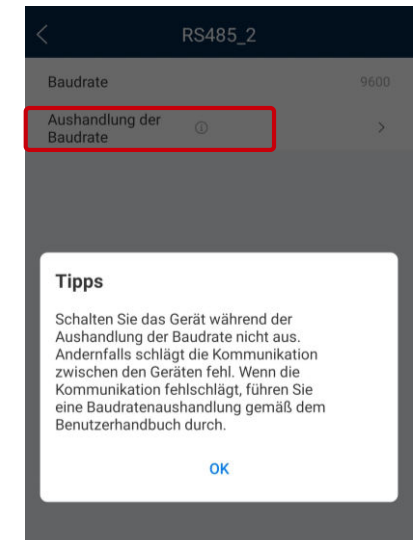 RS485_2
Baudrate 9600
Aushandlung der
Baudrate
Tipps
Schalten Sie das Gerät während der
Aushandlung der Baudrate nicht aus.
Andernfalls schlägt die Kommunikation
zwischen den Geräten fehl. Wenn die
Kommunikation fehlschlägt, führen Sie
eine Baudratenaushandlung gemäß dem
Benutzerhandbuch durch.
OK